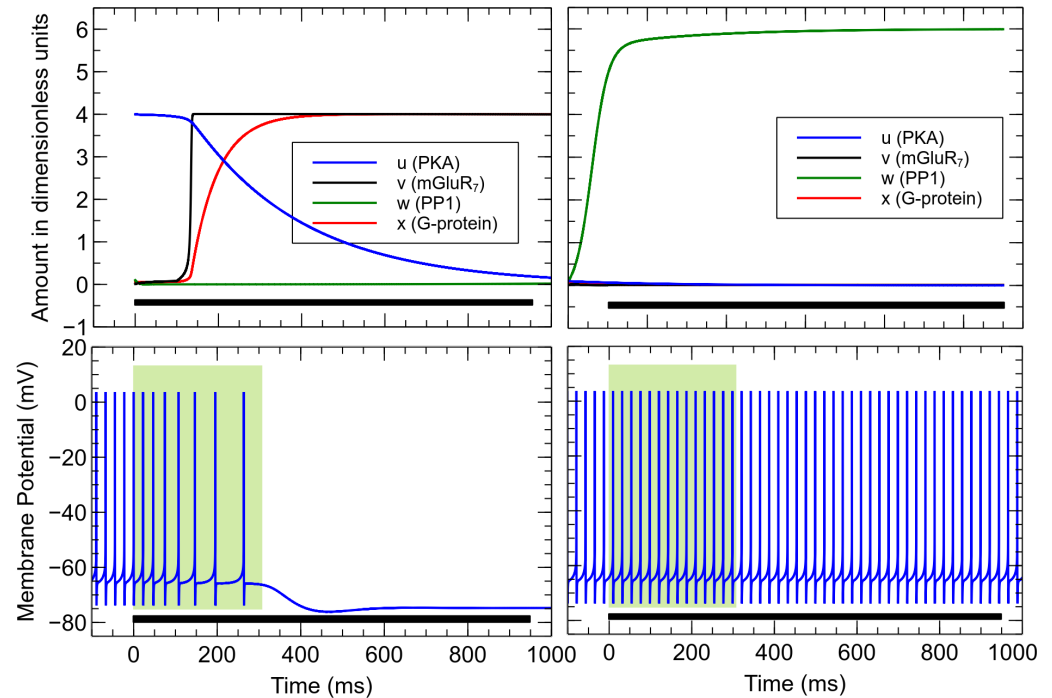 Amount in dimensionless units
6
5
4
3
2
1
0
−1
u (PKA)
v (mGluR₇)
w (PP1)
x (G-protein)
u (PKA)
v (mGluR₇)
w (PP1)
x (G-protein)
Membrane Potential (mV)
20
0
−20
−40
−60
−80
0 200 400 600 800 1000
Time (ms)
0 200 400 600 800 1000
Time (ms)